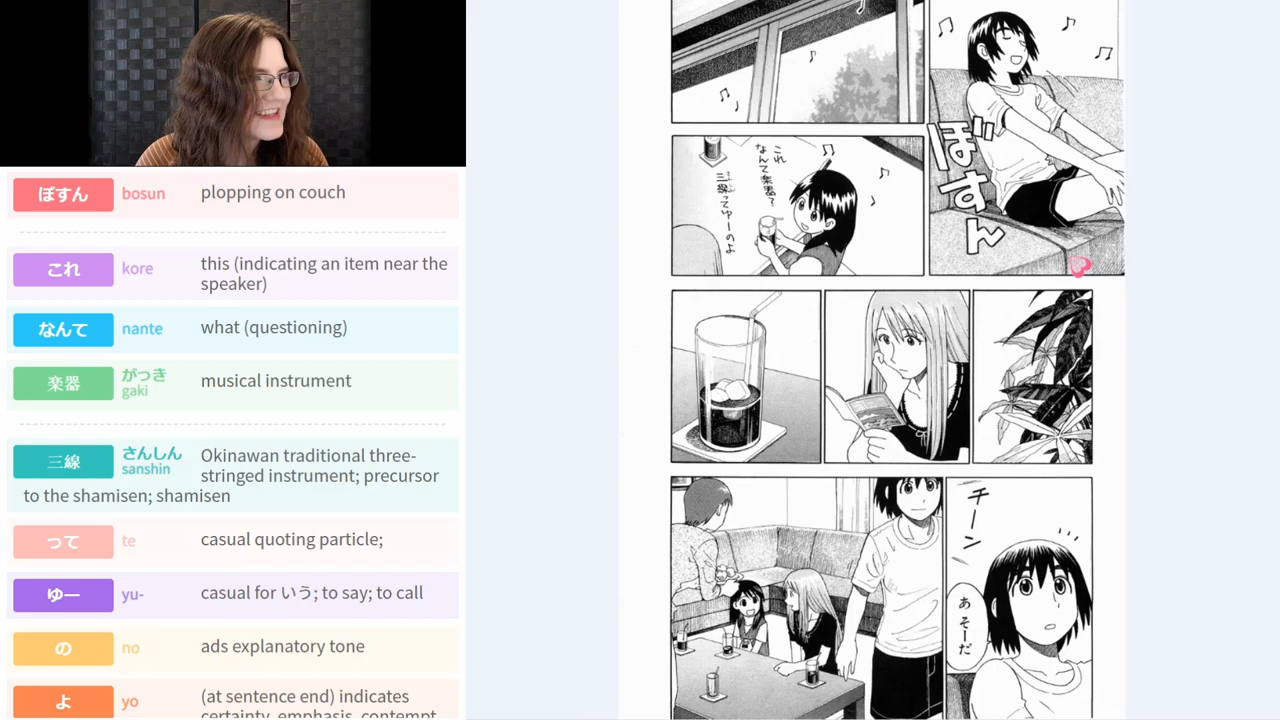 ぼすん bosun plopping on couch
これ kore this (indicating an item near the
speaker)
なんて nante what (questioning)
楽器 がっき gaki musical instrument
三線 さんしん sanshin Okinawan traditional three-
stringed instrument; precursor
to the shamisen; shamisen
って te casual quoting particle;
ゆー yu- casual for いう; to say; to call
の no ads explanatory tone
よ yo (at sentence end) indicates
certainty, emphasis, contempt
ぼすん
これ
なんて楽器?
三線ってゆーのよ
さんしん
チーン
あ そーだ